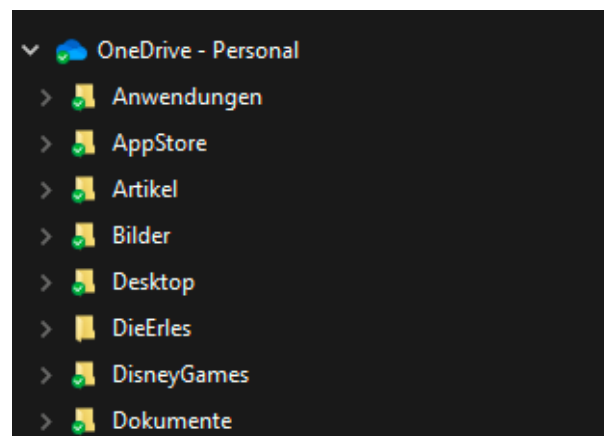 OneDrive - Personal
Anwendungen
AppStore
Artikel
Bilder
Desktop
DieErles
DisneyGames
Dokumente